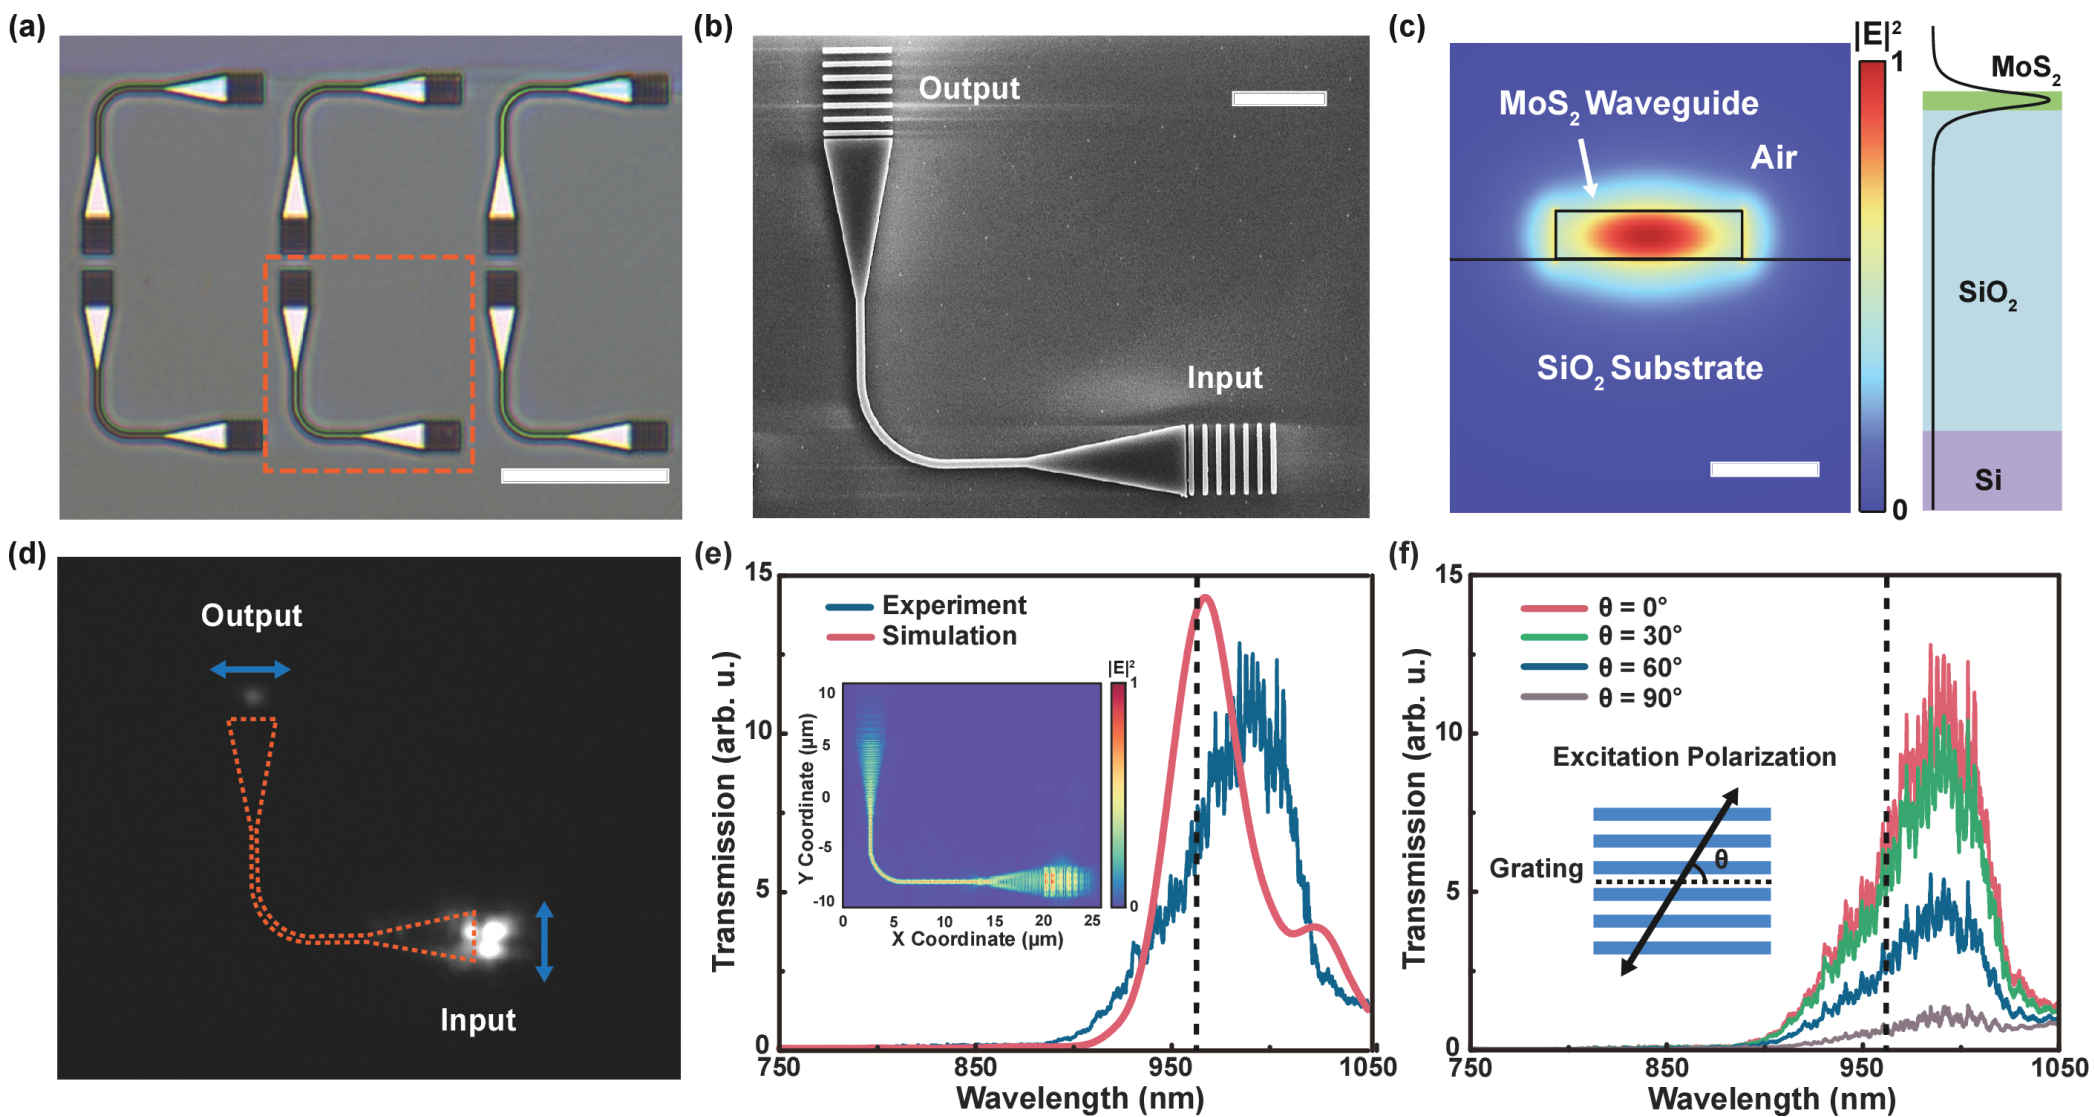 (a)
(b)
Output
Input
(c)
MoS₂ Waveguide
Air
SiO₂ Substrate
|E|²
1
0
MoS₂
SiO₂
Si
(d)
Output
Input
(e)
15
10
5
0
Transmission (arb. u.)
Experiment
Simulation
|E|²
1
0
10
5
0
-5
-10
Y Coordinate (µm)
0 5 10 15 20 25
X Coordinate (µm)
750 850 950 1050
Wavelength (nm)
(f)
15
10
5
0
Transmission (arb. u.)
θ = 0°
θ = 30°
θ = 60°
θ = 90°
Excitation Polarization
Grating
θ
750 850 950 1050
Wavelength (nm)